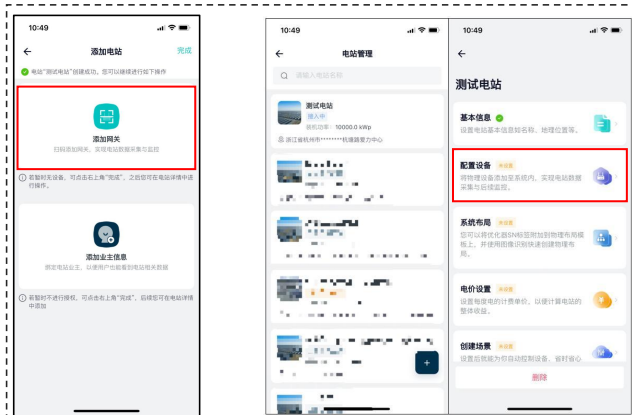 10:49
添加电站
完成
电站"测试电站"创建成功，您可以继续进行如下操作
添加网关
扫码添加网关，实现电站数据采集与监控
若暂时无设备，可点击右上角"完成"，之后您可在电站详情中进
行操作。
添加业主信息
绑定电站业主，以便用户也能看到电站相关数据
若暂时不进行授权，可点击右上角"完成"，后续您可在电站详情
中添加
10:49
电站管理
请输入电站名称
测试电站
接入中
装机功率： 10000.0 kWp
浙江省杭州市********杭德路爱力中心
10:49
测试电站
基本信息
设置电站基本信息如名称、地理位置等。
配置设备 未设置
将物理设备添加至系统内，实现电站数据
采集与后续监控。
系统布局 未设置
您可以将优化器SN标签附加到物理布局模
板上，并使用图像识别快速创建物理布
局。
电价设置 未设置
设置每度电的计费单价，以便计算电站的
整体收益。
创建场景 未设置
设置后就能为你自动控制设备，省时省心
删除